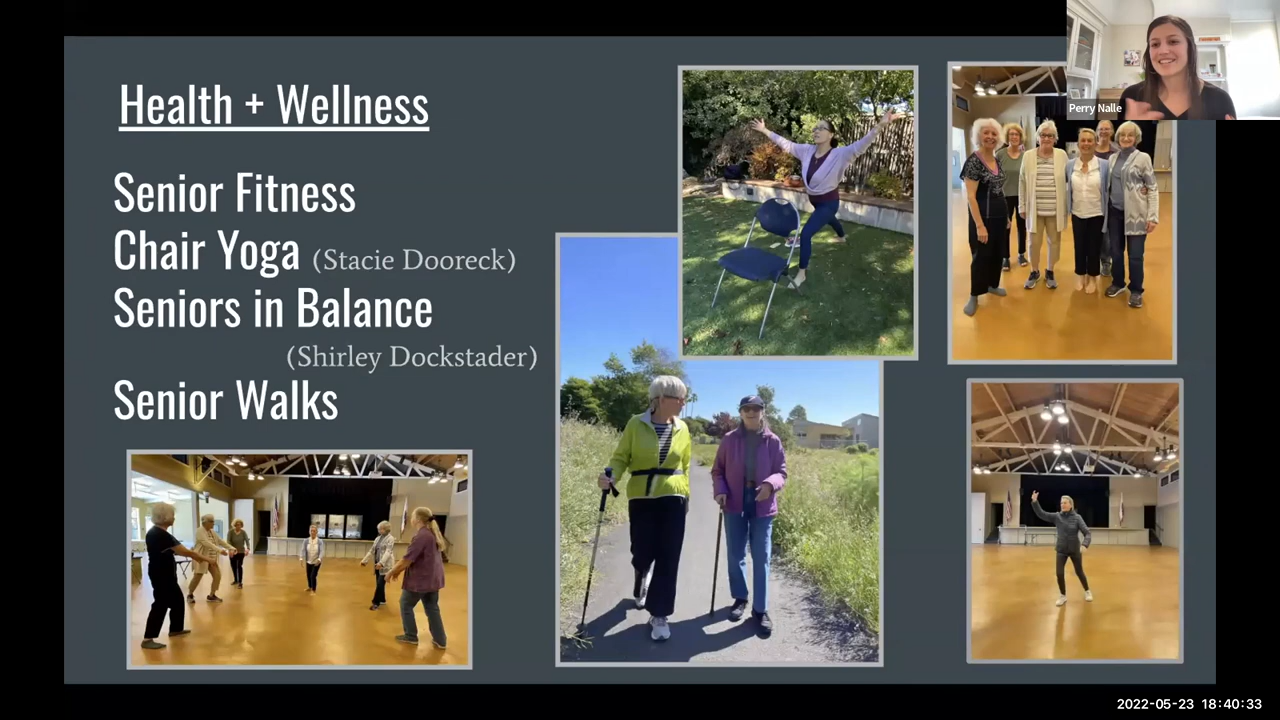 Health + Wellness
Senior Fitness
Chair Yoga (Stacie Dooreck)
Seniors in Balance
(Shirley Dockstader)
Senior Walks
Perry Nalle
2022-05-23 18:40:33